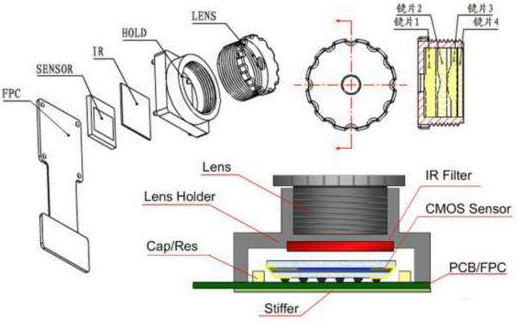 LENS
HOLD
IR
SENSOR
FPC
镜片2
镜片3
镜片1
镜片4
Lens
IR Filter
Lens Holder
CMOS Sensor
Cap/Res
PCB/FPC
Stiffer